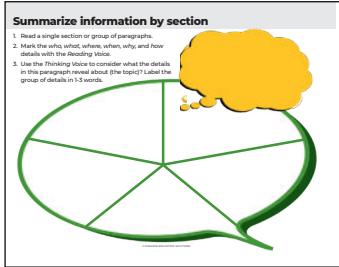 Summarize information by section
1. Read a single section or group of paragraphs.
2. Mark the who, what, where, when, why, and how
details with the Reading Voice.
3. Use the Thinking Voice to consider what the details
in this paragraph reveal about (the topic)? Label the
group of details in 1-3 words.